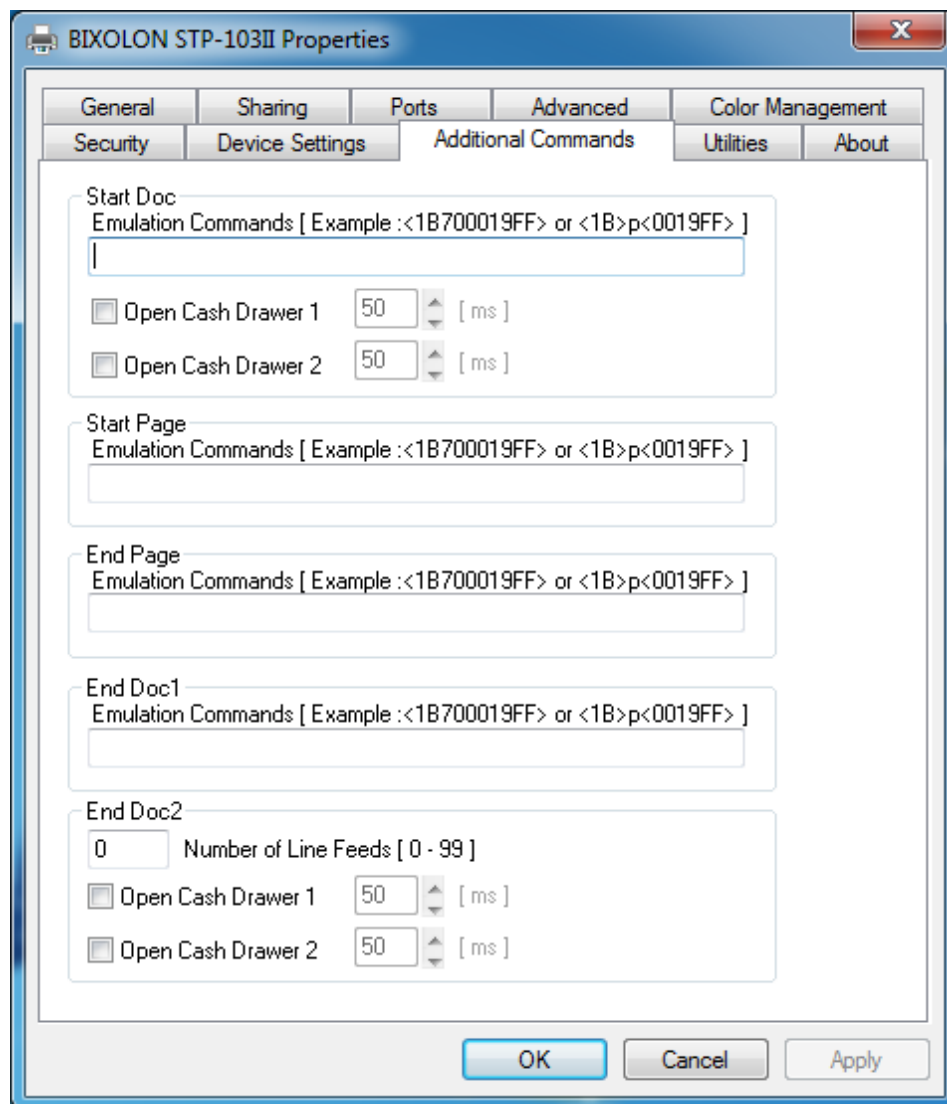 BIXOLON STP-103II Properties
General Sharing Ports Advanced Color Management
Security Device Settings Additional Commands Utilities About
Start Doc
Emulation Commands [ Example :<1B700019FF> or <1B>p<0019FF> ]
Open Cash Drawer 1 50 [ ms ]
Open Cash Drawer 2 50 [ ms ]
Start Page
Emulation Commands [ Example :<1B700019FF> or <1B>p<0019FF> ]
End Page
Emulation Commands [ Example :<1B700019FF> or <1B>p<0019FF> ]
End Doc1
Emulation Commands [ Example :<1B700019FF> or <1B>p<0019FF> ]
End Doc2
0 Number of Line Feeds [ 0 - 99 ]
Open Cash Drawer 1 50 [ ms ]
Open Cash Drawer 2 50 [ ms ]
OK Cancel Apply